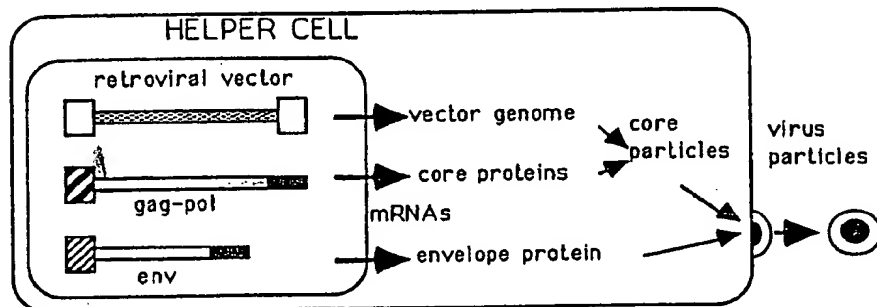 HELPER CELL
retroviral vector
vector genome
core particles
virus particles
gag-pol
core proteins
mRNAs
env
envelope protein